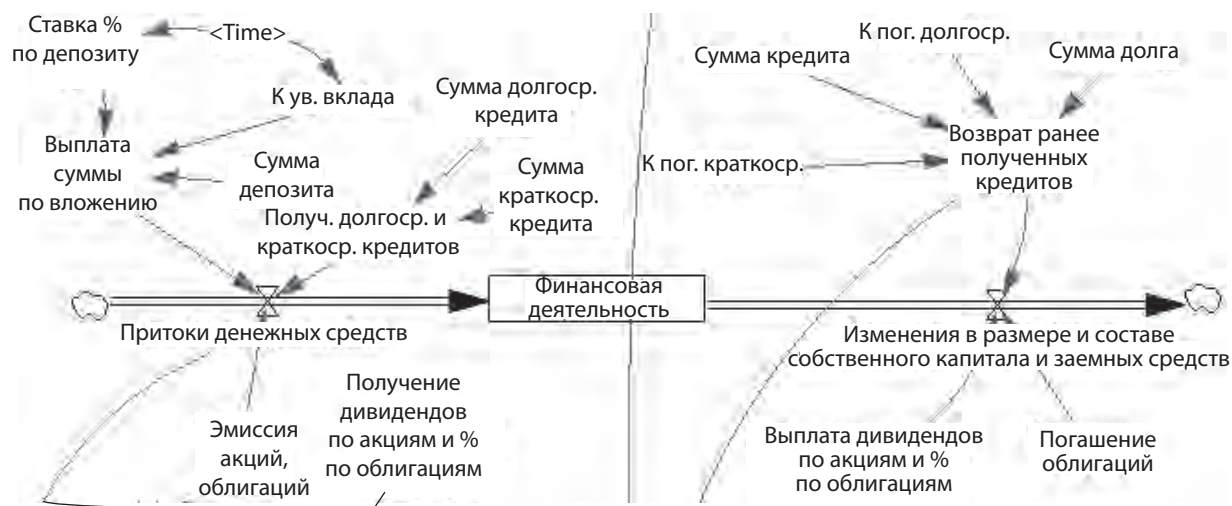 Ставка %
по депозиту
<Time>
К ув. вклада
Сумма долгоср.
кредита
Выплата
суммы
по вложению
Сумма
депозита
Сумма
краткоср.
кредита
Получ. долгоср. и
краткоср. кредитов
Притоки денежных средств
Эмиссия
акций,
облигаций
Получение
дивидендов
по акциям и %
по облигациям
Финансовая
деятельность
Сумма кредита
К пог. долгоср.
Сумма долга
К пог. краткоср.
Возврат ранее
полученных
кредитов
Изменения в размере и составе
собственного капитала и заемных средств
Выплата дивидендов
по акциям и %
по облигациям
Погашение
облигаций